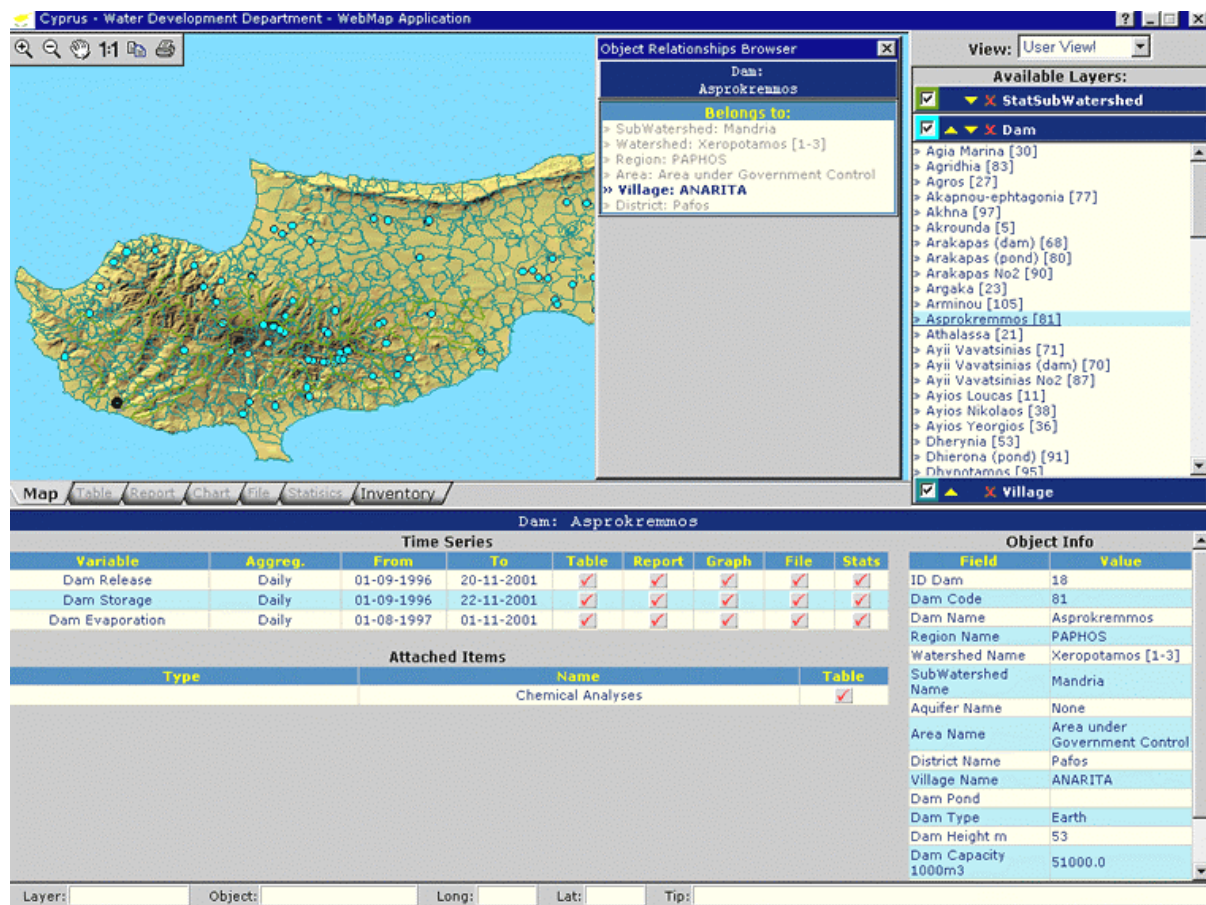 Cyprus - Water Development Department - WebMap Application
1:1
Object Relationships Browser
Dam:
Asprokremmos
Belongs to:
» SubWatershed: Mandria
» Watershed: Xeropotamos [1-3]
» Region: PAPHOS
» Area: Area under Government Control
» Village: ANARITA
» District: Pafos
View: User View!
Available Layers:
StatSubWatershed
Dam
» Agia Marina [30]
» Agridhia [83]
» Agros [27]
» Akapnou-ephtagonia [77]
» Akhna [97]
» Akrounda [5]
» Arakapas (dam) [68]
» Arakapas (pond) [80]
» Arakapas No2 [90]
» Argaka [23]
» Arminou [105]
» Asprokremmos [81]
» Athalassa [21]
» Ayii Vavatsinias [71]
» Ayii Vavatsinias (dam) [70]
» Ayii Vavatsinias No2 [87]
» Ayios Loucas [11]
» Ayios Nikolaos [38]
» Ayios Yeorgios [36]
» Dherynia [53]
» Dhierona (pond) [91]
» Dhypotamos [95]
Village
Map Table Report Chart File Statisics Inventory
Dam: Asprokremmos
Time Series
Variable Aggreg. From To Table Report Graph File Stats
Dam Release Daily 01-09-1996 20-11-2001
Dam Storage Daily 01-09-1996 22-11-2001
Dam Evaporation Daily 01-08-1997 01-11-2001
Attached Items
Type Name Table
Chemical Analyses
Object Info
Field Value
ID Dam 18
Dam Code 81
Dam Name Asprokremmos
Region Name PAPHOS
Watershed Name Xeropotamos [1-3]
SubWatershed
Name Mandria
Aquifer Name None
Area Name Area under
Government Control
District Name Pafos
Village Name ANARITA
Dam Pond
Dam Type Earth
Dam Height m 53
Dam Capacity
1000m3 51000.0
Layer: Object: Long: Lat: Tip: